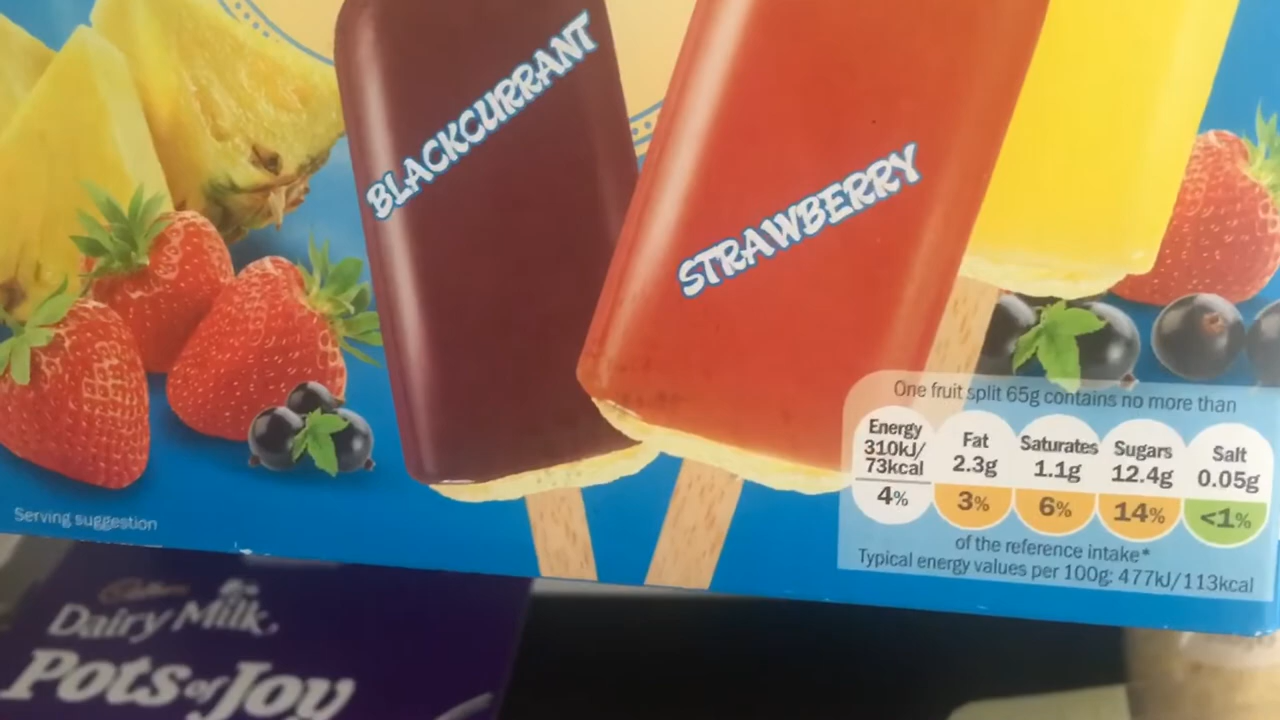 BLACKCURRANT
STRAWBERRY
One fruit split 65g contains no more than
Energy
310kJ/
73kcal
4%
Fat
2.3g
3%
Saturates
1.1g
6%
Sugars
12.4g
14%
Salt
0.05g
<1%
of the reference intake*
Typical energy values per 100g: 477kJ/113kcal
Serving suggestion
Cadbury
Dairy Milk
Pots of Joy